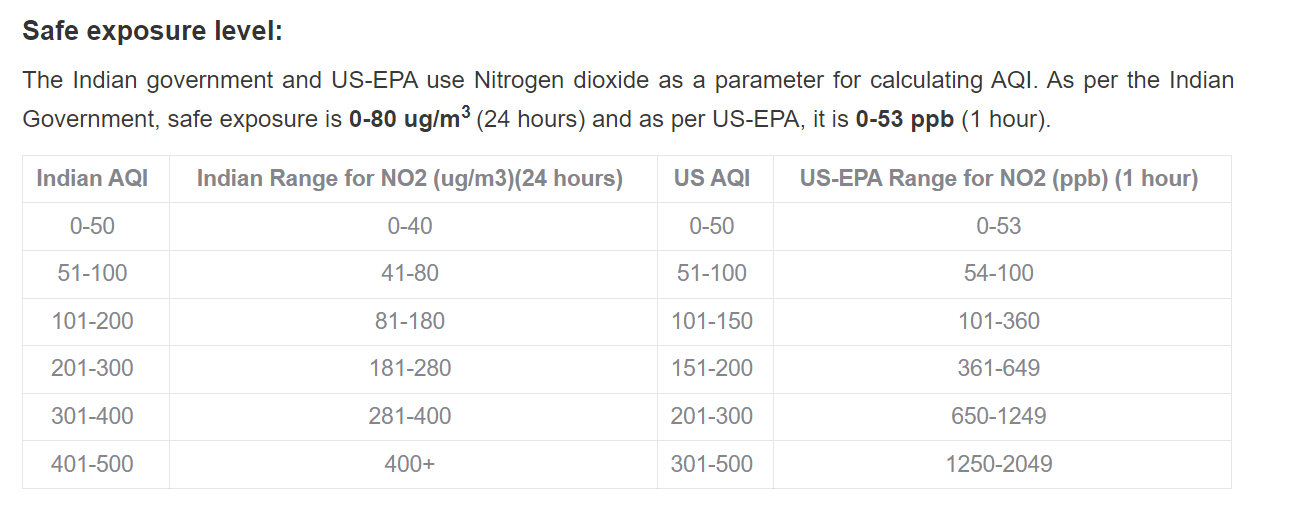 Safe exposure level:
The Indian government and US-EPA use Nitrogen dioxide as a parameter for calculating AQI. As per the Indian
Government, safe exposure is 0-80 ug/m³ (24 hours) and as per US-EPA, it is 0-53 ppb (1 hour).
Indian AQI Indian Range for NO2 (ug/m3)(24 hours) US AQI US-EPA Range for NO2 (ppb) (1 hour)
0-50 0-40 0-50 0-53
51-100 41-80 51-100 54-100
101-200 81-180 101-150 101-360
201-300 181-280 151-200 361-649
301-400 281-400 201-300 650-1249
401-500 400+ 301-500 1250-2049